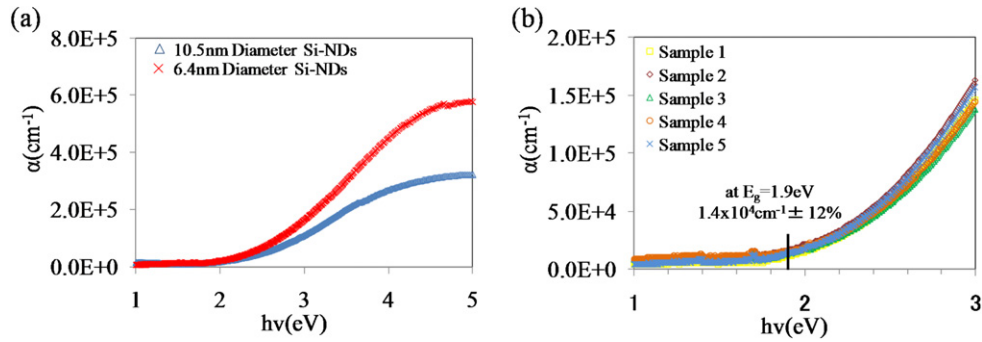 (a)
8.0E+5
6.0E+5
4.0E+5
2.0E+5
0.0E+0
α(cm⁻¹)
10.5nm Diameter Si-NDs
6.4nm Diameter Si-NDs
1 2 3 4 5
hν(eV)
(b)
2.0E+5
1.5E+5
1.0E+5
5.0E+4
0.0E+0
α(cm⁻¹)
Sample 1
Sample 2
Sample 3
Sample 4
Sample 5
at E_g=1.9eV
1.4x10⁴cm⁻¹± 12%
1 2 3
hν(eV)